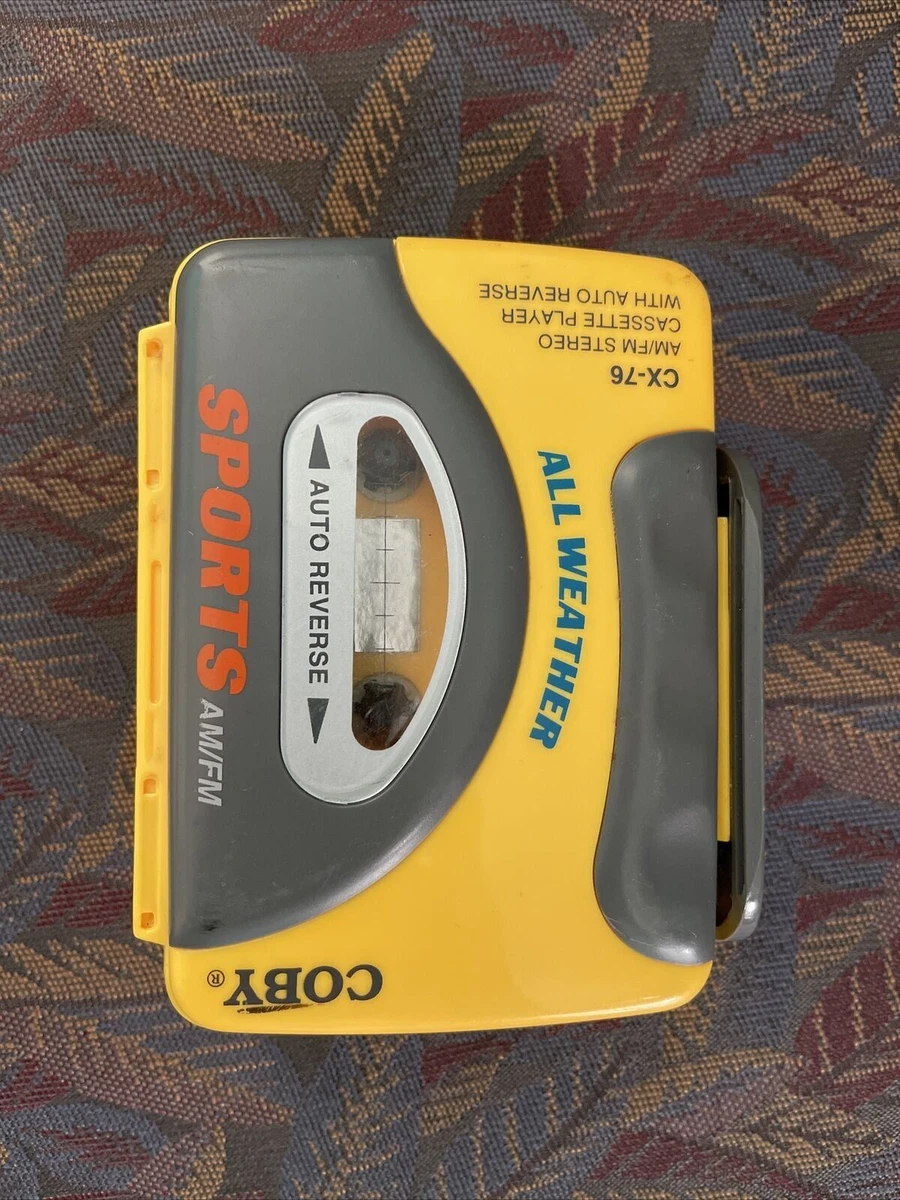 CX-76
AM/FM STEREO
CASSETTE PLAYER
WITH AUTO REVERSE
ALL WEATHER
AUTO REVERSE
SPORTS AM/FM
COBY®